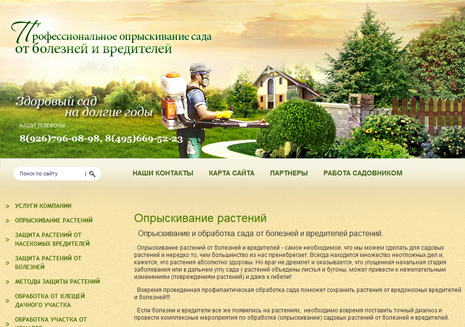 Профессиональное опрыскивание сада
от болезней и вредителей
Здоровый сад
на долгие годы
НАШИ ТЕЛЕФОНЫ
8(926)796-08-98, 8(495)669-52-23
Поиск по сайту
НАШИ КОНТАКТЫ КАРТА САЙТА ПАРТНЕРЫ РАБОТА САДОВНИКОМ
УСЛУГИ КОМПАНИИ
ОПРЫСКИВАНИЕ РАСТЕНИЙ
ЗАЩИТА РАСТЕНИЙ ОТ
НАСЕКОМЫХ ВРЕДИТЕЛЕЙ
ЗАЩИТА РАСТЕНИЙ ОТ
БОЛЕЗНЕЙ
МЕТОДЫ ЗАЩИТЫ РАСТЕНИЙ
ОБРАБОТКА ОТ КЛЕЩЕЙ
ДАЧНОГО УЧАСТКА
ОБРАБОТКА УЧАСТКА ОТ
Опрыскивание растений
Опрыскивание и обработка сада от болезней и вредителей растений.
Опрыскивание растений от болезней и вредителей - самое необходимое, что мы можем сделать для садовых
растений и нередко то, чем большинство из нас пренебрегает. Всегда находится множество неотложных дел и,
кажется, что растения абсолютно здоровы. Но враг не дремлет и оказывается, что упущенная начальная стадия
заболевания или в дальнем углу сада у растений объедены листья и бутоны, может привести к нежелательным
изменениям (повреждениям растений) и даже к гибели!
Вовремя проведенная профилактическая обработка сада поможет сохранить растения от вредоносных вредителей
и болезней!!!
Если болезни и вредители все же появились на растениях, необходимо вовремя поставить точный диагноз и
провести комплексные мероприятия по обработке (опрыскивание) садовых растений от болезней и вредителей.